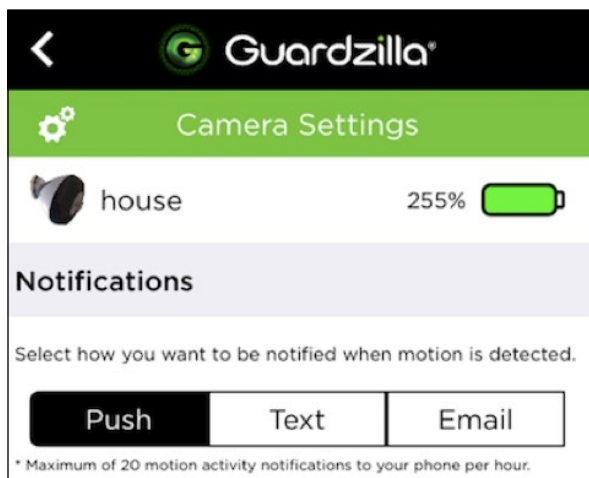 Guardzilla®
Camera Settings
house 255%
Notifications
Select how you want to be notified when motion is detected.
Push Text Email
* Maximum of 20 motion activity notifications to your phone per hour.